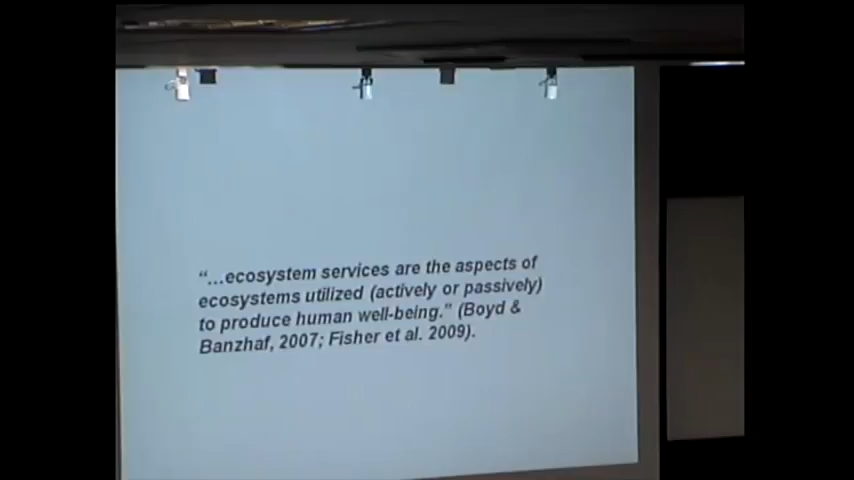 “…ecosystem services are the aspects of
ecosystems utilized (actively or passively)
to produce human well-being.” (Boyd &
Banzhaf, 2007; Fisher et al. 2009).